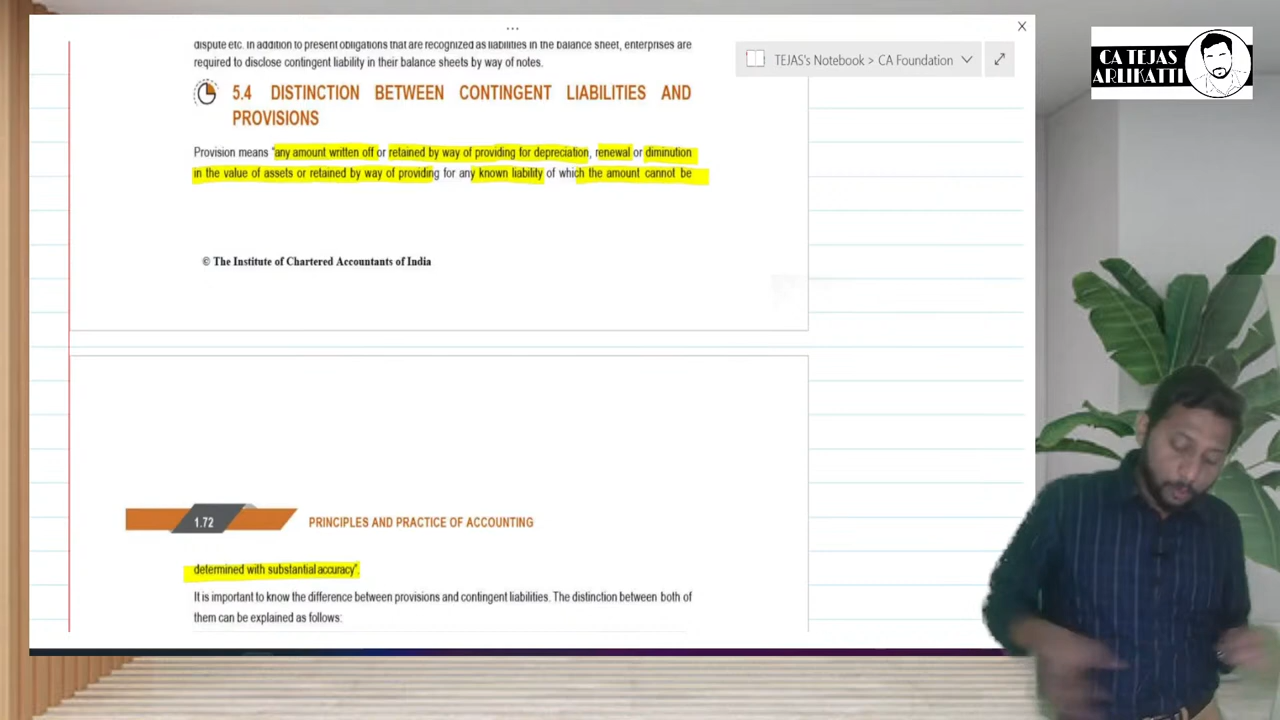 ...
dispute etc. In addition to present obligations that are recognized as liabilities in the balance sheet, enterprises are
required to disclose contingent liability in their balance sheets by way of notes.
TEJAS's Notebook > CA Foundation
CA TEJAS
ARLIKATTI
5.4 DISTINCTION BETWEEN CONTINGENT LIABILITIES AND
PROVISIONS
Provision means "any amount written off or retained by way of providing for depreciation, renewal or diminution
in the value of assets or retained by way of providing for any known liability of which the amount cannot be
© The Institute of Chartered Accountants of India
1.72 PRINCIPLES AND PRACTICE OF ACCOUNTING
determined with substantial accuracy".
It is important to know the difference between provisions and contingent liabilities. The distinction between both of
them can be explained as follows: